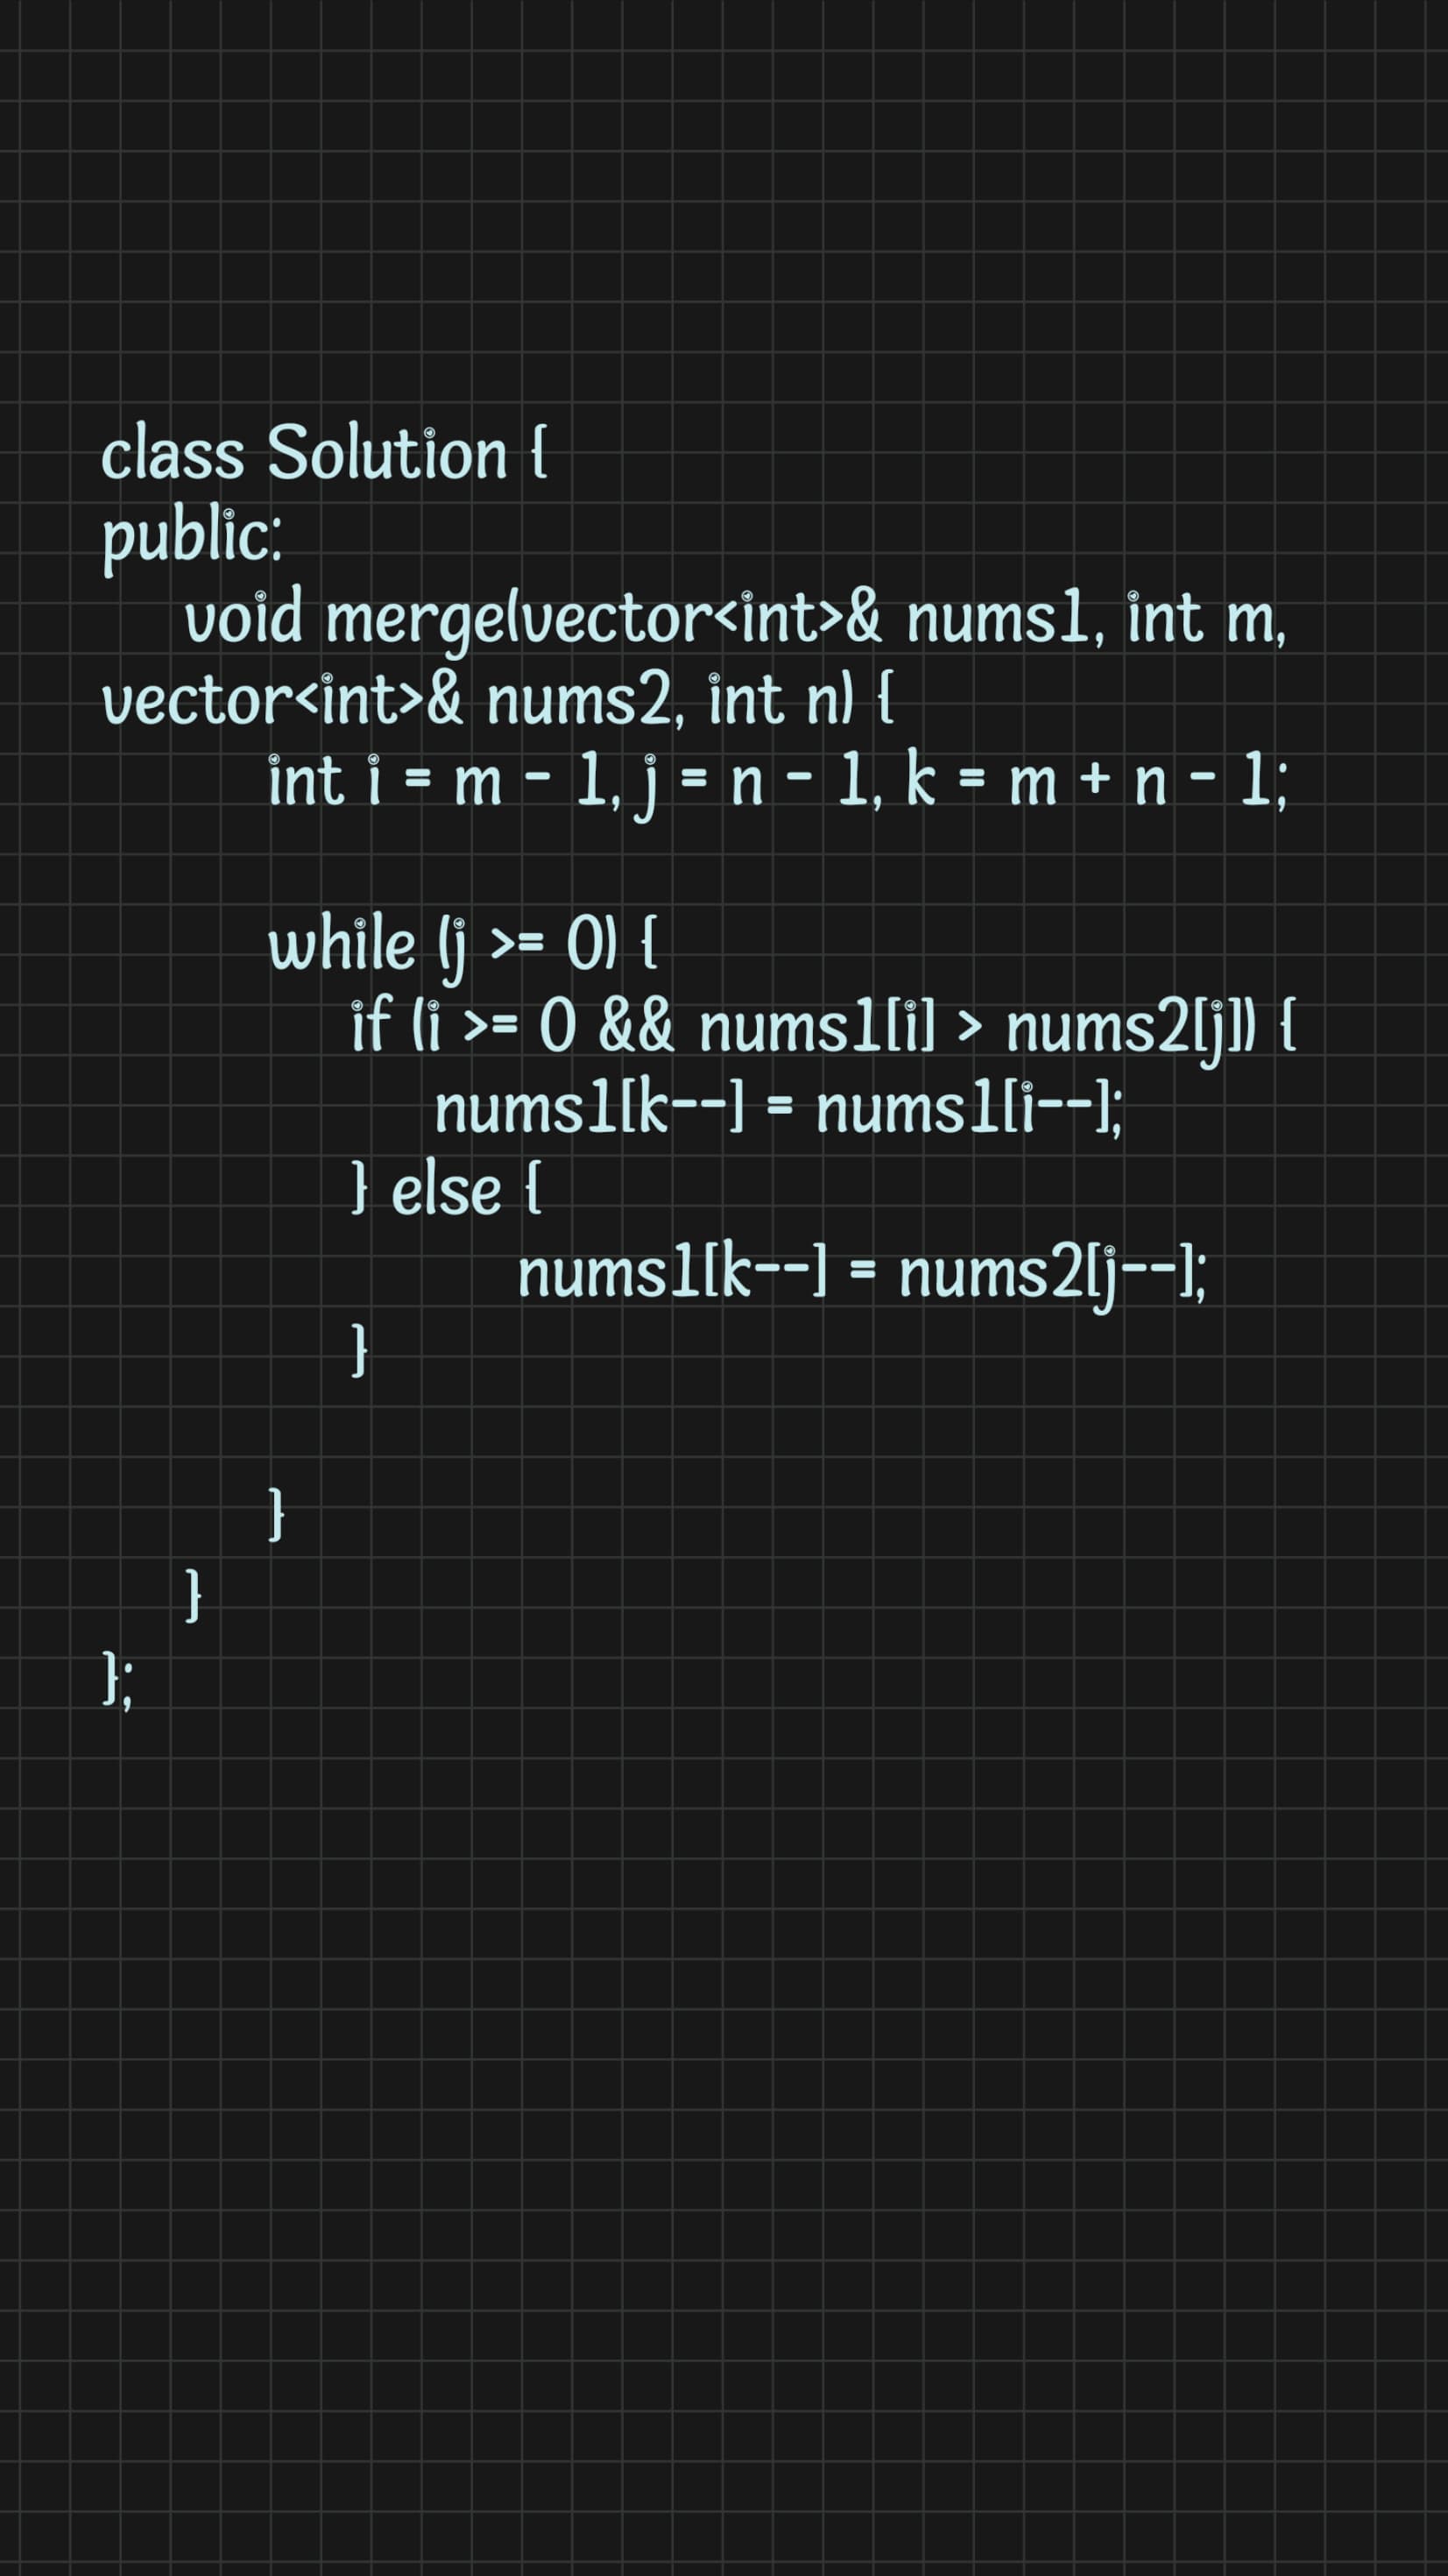 class Solution {
public:
    void merge(vector<int>& nums1, int m,
vector<int>& nums2, int n) {
        int i = m - 1, j = n - 1, k = m + n - 1;
        while (j >= 0) {
            if (i >= 0 && nums1[i] > nums2[j]) {
                nums1[k--] = nums1[i--];
            } else {
                    nums1[k--] = nums2[j--];
            }
        }
    }
};